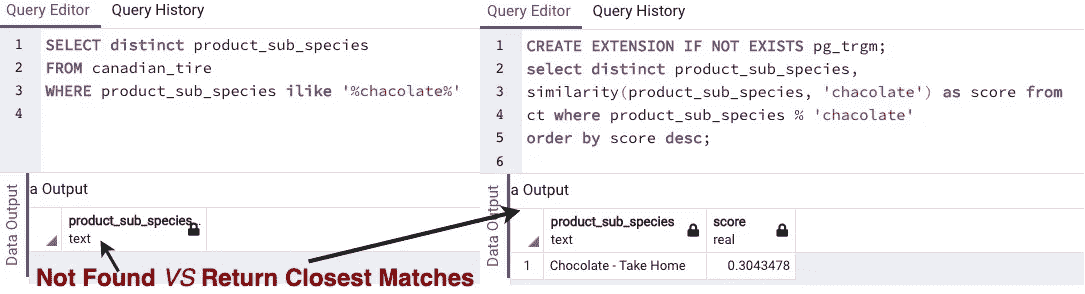 Query Editor Query History
1 SELECT distinct product_sub_species
2 FROM canadian_tire
3 WHERE product_sub_species ilike '%chacolate%'
4
Data Output
a Output
product_sub_species..
text
Query Editor Query History
1 CREATE EXTENSION IF NOT EXISTS pg_trgm;
2 select distinct product_sub_species,
3 similarity(product_sub_species, 'chacolate') as score from
4 ct where product_sub_species % 'chacolate'
5 order by score desc;
6
Data Output
a Output
product_sub_species score
text real
1 Chocolate - Take Home 0.3043478
Not Found VS Return Closest Matches